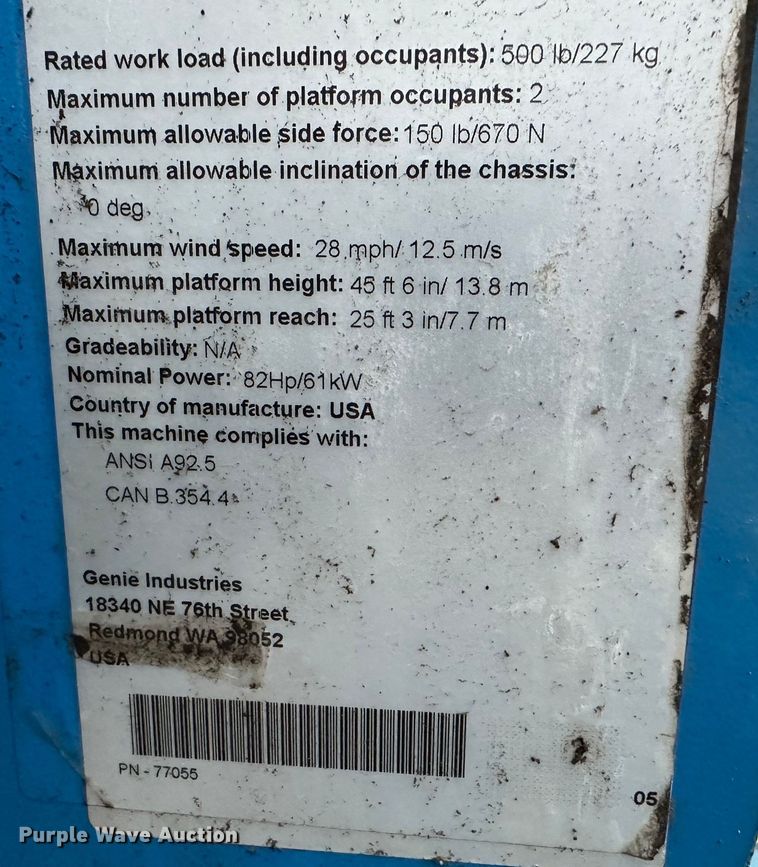 Rated work load (including occupants): 500 lb/227 kg
Maximum number of platform occupants: 2
Maximum allowable side force: 150 lb/670 N
Maximum allowable inclination of the chassis:
0 deg
Maximum wind speed: 28 mph/ 12.5 m/s
Maximum platform height: 45 ft 6 in/ 13.8 m
Maximum platform reach: 25 ft 3 in/7.7 m
Gradeability: N/A
Nominal Power: 82Hp/61kW
Country of manufacture: USA
This machine complies with:
ANSI A92.5
CAN B.354.4
Genie Industries
18340 NE 76th Street
Redmond WA 98052
USA
PN - 77055
05
Purple Wave Auction